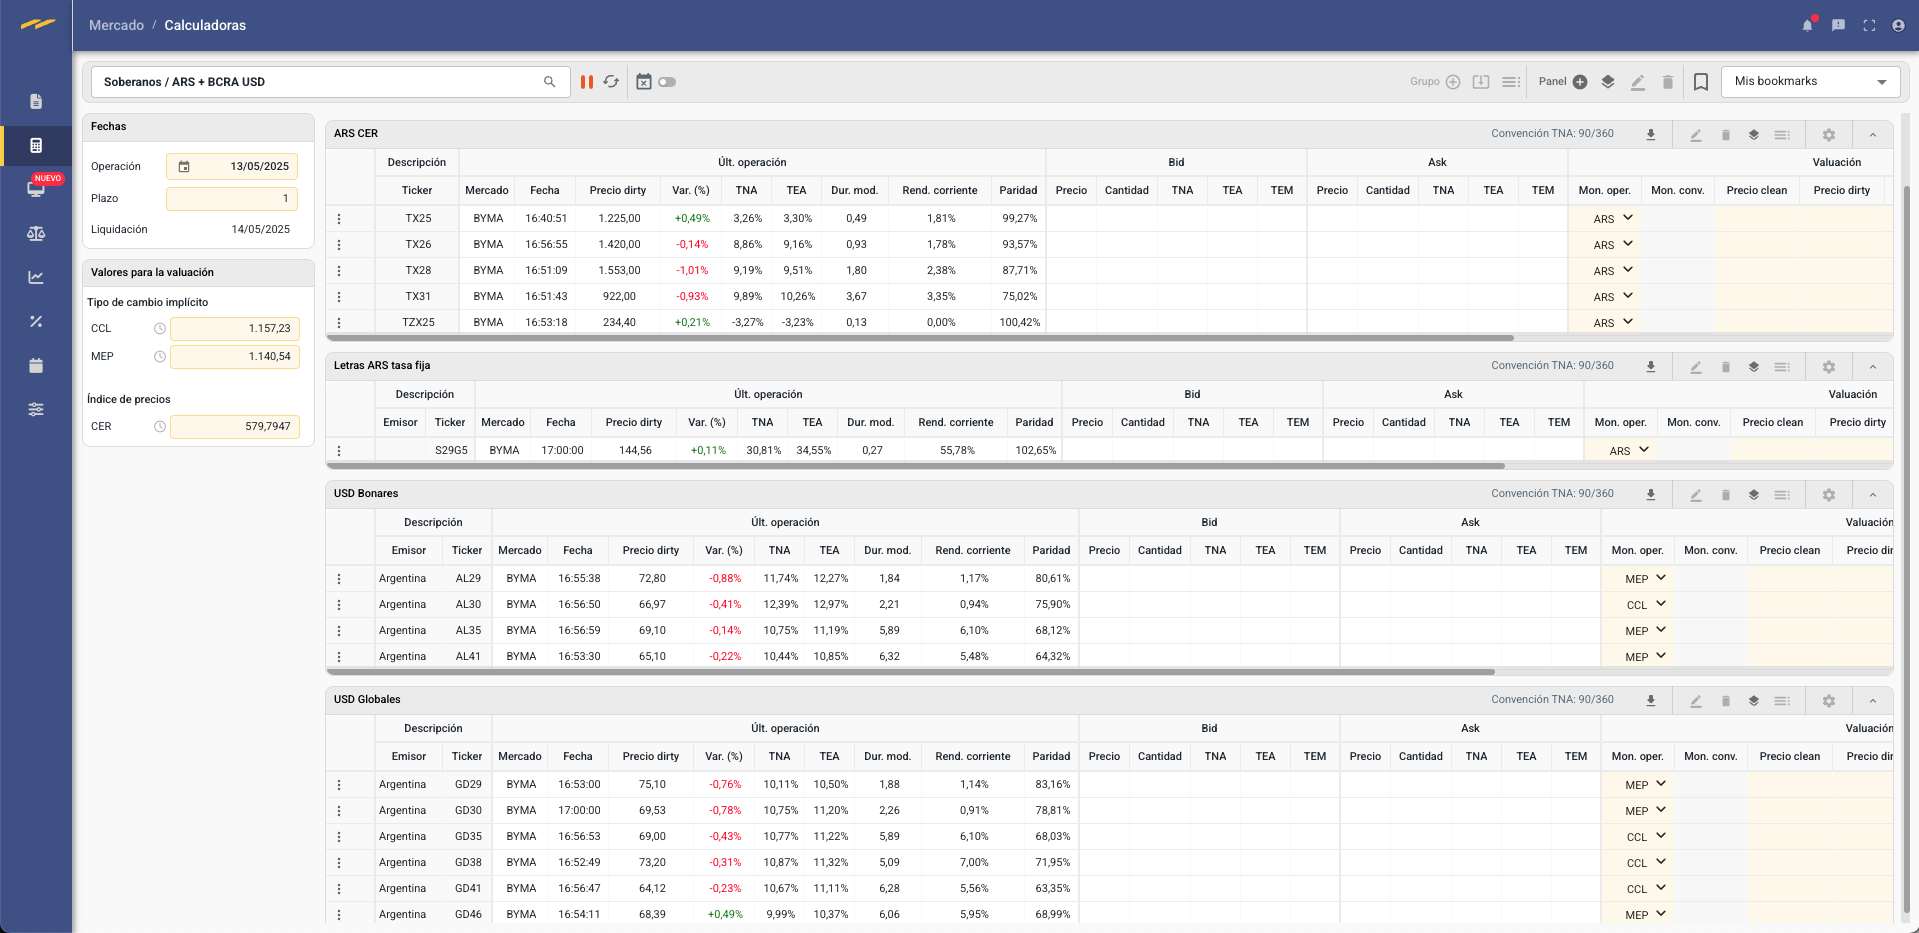 Mercado / Calculadoras
NUEVO
Soberanos / ARS + BCRA USD
Grupo
Panel
Mis bookmarks
Fechas
Operación 13/05/2025
Plazo 1
Liquidación 14/05/2025
Valores para la valuación
Tipo de cambio implícito
CCL 1.157,23
MEP 1.140,54
Índice de precios
CER 579,7947
ARS CER Convención TNA: 90/360
Descripción Últ. operación Bid Ask Valuación
Ticker Mercado Fecha Precio dirty Var. (%) TNA TEA Dur. mod. Rend. corriente Paridad Precio Cantidad TNA TEA TEM Precio Cantidad TNA TEA TEM Mon. oper. Mon. conv. Precio clean Precio dirty
TX25 BYMA 16:40:51 1.225,00 +0,49% 3,26% 3,30% 0,49 1,81% 99,27% ARS
TX26 BYMA 16:56:55 1.420,00 -0,14% 8,86% 9,16% 0,93 1,78% 93,57% ARS
TX28 BYMA 16:51:09 1.553,00 -1,01% 9,19% 9,51% 1,80 2,38% 87,71% ARS
TX31 BYMA 16:51:43 922,00 -0,93% 9,89% 10,26% 3,67 3,35% 75,02% ARS
TZX25 BYMA 16:53:18 234,40 +0,21% -3,27% -3,23% 0,13 0,00% 100,42% ARS
Letras ARS tasa fija Convención TNA: 90/360
Descripción Últ. operación Bid Ask Valuación
Emisor Ticker Mercado Fecha Precio dirty Var. (%) TNA TEA Dur. mod. Rend. corriente Paridad Precio Cantidad TNA TEA TEM Precio Cantidad TNA TEA TEM Mon. oper. Mon. conv. Precio clean Precio dirty
S29G5 BYMA 17:00:00 144,56 +0,11% 30,81% 34,55% 0,27 55,78% 102,65% ARS
USD Bonares Convención TNA: 90/360
Descripción Últ. operación Bid Ask Valuación
Emisor Ticker Mercado Fecha Precio dirty Var. (%) TNA TEA Dur. mod. Rend. corriente Paridad Precio Cantidad TNA TEA TEM Precio Cantidad TNA TEA TEM Mon. oper. Mon. conv. Precio clean Precio dir
Argentina AL29 BYMA 16:55:38 72,80 -0,88% 11,74% 12,27% 1,84 1,17% 80,61% MEP
Argentina AL30 BYMA 16:56:50 66,97 -0,41% 12,39% 12,97% 2,21 0,94% 75,90% CCL
Argentina AL35 BYMA 16:56:59 69,10 -0,14% 10,75% 11,19% 5,89 6,10% 68,12% MEP
Argentina AL41 BYMA 16:53:30 65,10 -0,22% 10,44% 10,85% 6,32 5,48% 64,32% MEP
USD Globales Convención TNA: 90/360
Descripción Últ. operación Bid Ask Valuación
Emisor Ticker Mercado Fecha Precio dirty Var. (%) TNA TEA Dur. mod. Rend. corriente Paridad Precio Cantidad TNA TEA TEM Precio Cantidad TNA TEA TEM Mon. oper. Mon. conv. Precio clean Precio dir
Argentina GD29 BYMA 16:53:00 75,10 -0,76% 10,11% 10,50% 1,88 1,14% 83,16% MEP
Argentina GD30 BYMA 17:00:00 69,53 -0,78% 10,75% 11,20% 2,26 0,91% 78,81% MEP
Argentina GD35 BYMA 16:56:53 69,00 -0,43% 10,77% 11,22% 5,89 6,10% 68,03% CCL
Argentina GD38 BYMA 16:52:49 73,20 -0,31% 10,87% 11,32% 5,09 7,00% 71,95% CCL
Argentina GD41 BYMA 16:56:47 64,12 -0,23% 10,67% 11,11% 6,28 5,56% 63,35% CCL
Argentina GD46 BYMA 16:54:11 68,39 +0,49% 9,99% 10,37% 6,06 5,95% 68,99% MEP